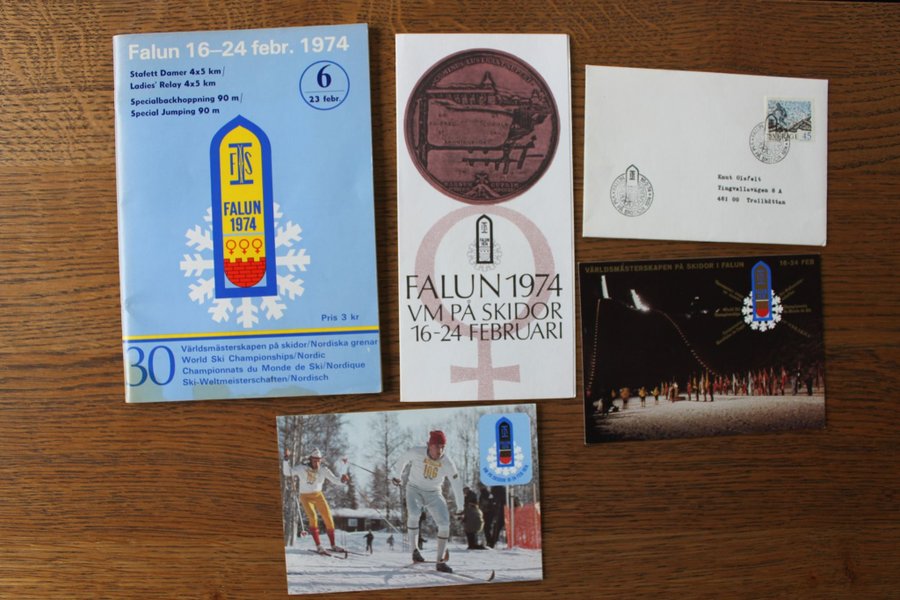 Falun 16–24 febr. 1974
Stafett Damer 4x5 km/
Ladies' Relay 4x5 km
Specialbackhoppning 90 m/
Special Jumping 90 m
6
23 febr.
FIS
FALUN
1974
Pris 3 kr
30
Världsmästerskapen på skidor/Nordiska grenar
World Ski Championships/Nordic
Championnats du Monde de Ski/Nordique
Ski-Weltmeisterschaften/Nordisch
FALUN 1974
VM PÅ SKIDOR
16-24 FEBRUARI
SVERIGE 45
Knut Olsfelt
Tingvallavägen 8 A
461 00 Trollhättan
VÄRLDSMÄSTERSKAPEN PÅ SKIDOR I FALUN 16-24 FEB
109